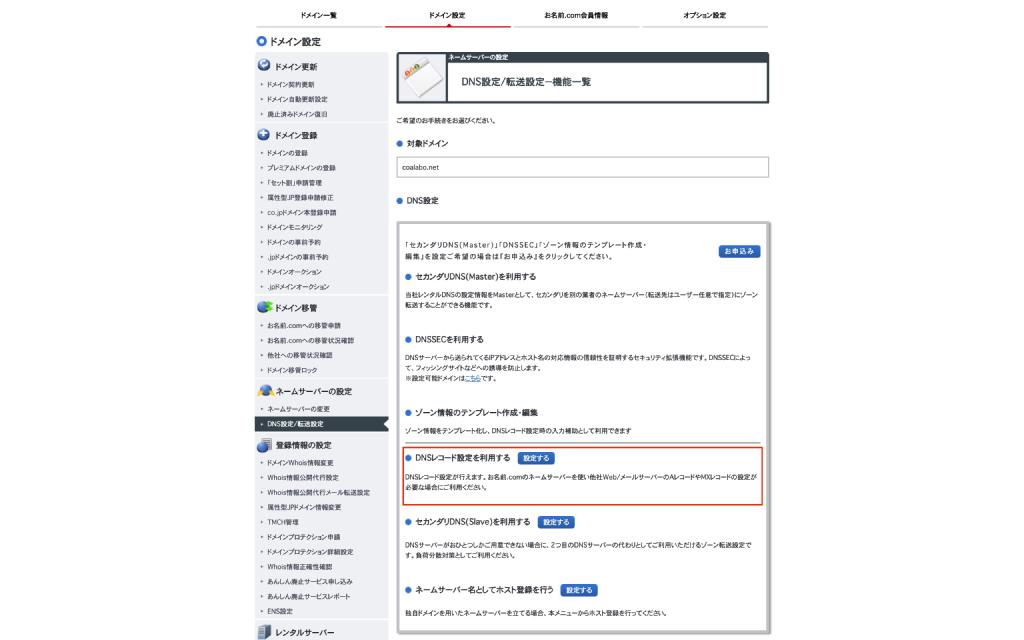 ドメイン一覧
ドメイン設定
お名前.com会員情報
オプション設定
ドメイン設定
ドメイン更新
ドメイン契約更新
ドメイン自動更新設定
廃止済みドメイン復旧
ドメイン登録
ドメインの登録
プレミアムドメインの登録
「セット割」申請管理
属性型JP登録申請修正
co.jpドメイン本登録申請
ドメインモニタリング
ドメインの事前予約
.jpドメインの事前予約
ドメインオークション
.jpドメインオークション
ドメイン移管
お名前.comへの移管申請
お名前.comへの移管状況確認
他社への移管状況確認
ドメイン移管ロック
ネームサーバーの設定
ネームサーバーの変更
DNS設定/転送設定
登録情報の設定
ドメインWhois情報変更
Whois情報公開代行設定
Whois情報公開代行メール転送設定
属性型JPドメイン情報変更
TMCH管理
ドメインプロテクション申請
ドメインプロテクション詳細設定
Whois情報正確性確認
あんしん廃止サービス申し込み
あんしん廃止サービスレポート
ENS設定
レンタルサーバー
ネームサーバーの設定
DNS設定/転送設定-機能一覧
ご希望のお手続きをお選びください。
対象ドメイン
coalabo.net
DNS設定
「セカンダリDNS(Master)」「DNSSEC」「ゾーン情報のテンプレート作成・
編集」を設定ご希望の場合は『お申込み』をクリックしてください。
お申込み
セカンダリDNS(Master)を利用する
当社レンタルDNSの設定情報をMasterとして、セカンダリを別の業者のネームサーバー(転送先はユーザー任意で指定)にゾーン
転送することができる機能です。
DNSSECを利用する
DNSサーバーから送られてくるIPアドレスとホスト名の対応情報の信頼性を証明するセキュリティ拡張機能です。DNSSECによっ
て、フィッシングサイトなどへの誘導を防止します。
※設定可能ドメインはこちらです。
ゾーン情報のテンプレート作成・編集
ゾーン情報をテンプレート化し、DNSレコード設定時の入力補助として利用できます
DNSレコード設定を利用する 設定する
DNSレコード設定が行えます。お名前.comのネームサーバーを使い他社Web/メールサーバーのAレコードやMXレコードの設定が
必要な場合にご利用ください。
セカンダリDNS(Slave)を利用する 設定する
DNSサーバーがおひとつしかご用意できない場合に、2つ目のDNSサーバーの代わりとしてご利用いただけるゾーン転送設定で
す。負荷分散対策としてご利用ください。
ネームサーバー名としてホスト登録を行う 設定する
独自ドメインを用いたネームサーバーを立てる場合、本メニューからホスト登録を行ってください。